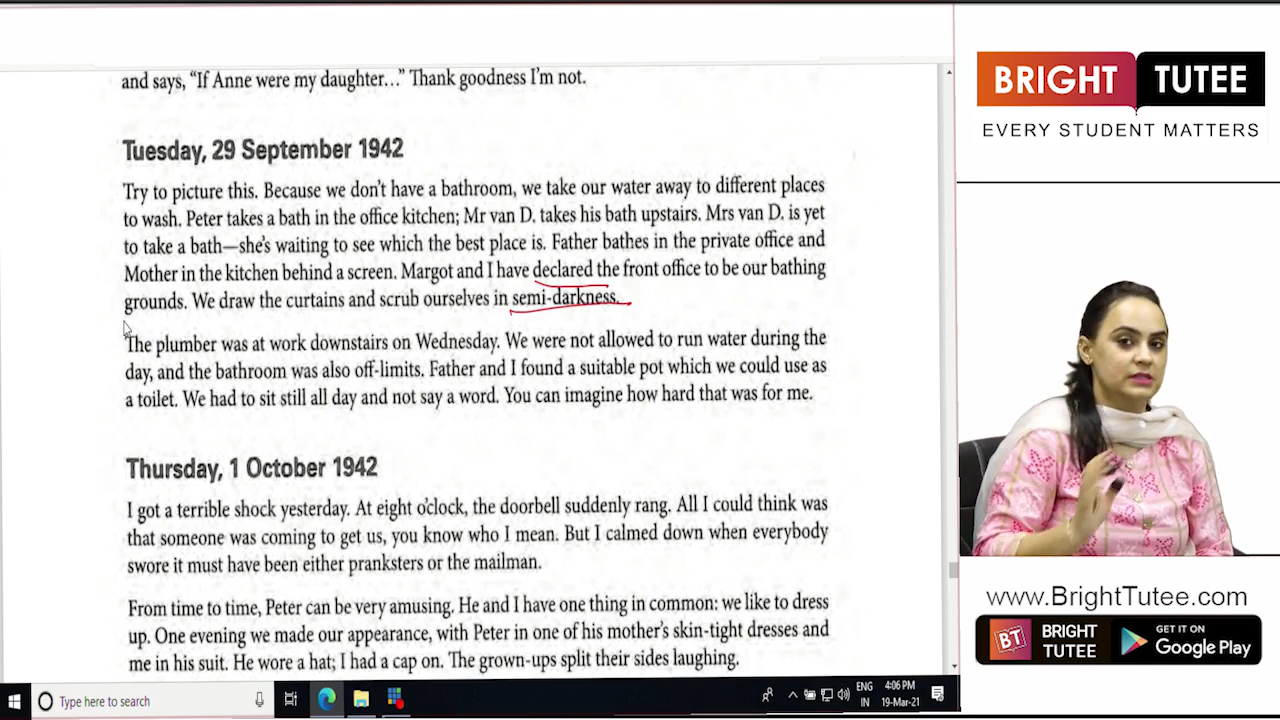 and says, “If Anne were my daughter...” Thank goodness I’m not.
Tuesday, 29 September 1942
Try to picture this. Because we don’t have a bathroom, we take our water away to different places
to wash. Peter takes a bath in the office kitchen; Mr van D. takes his bath upstairs. Mrs van D. is yet
to take a bath—she’s waiting to see which the best place is. Father bathes in the private office and
Mother in the kitchen behind a screen. Margot and I have declared the front office to be our bathing
grounds. We draw the curtains and scrub ourselves in semi-darkness.
The plumber was at work downstairs on Wednesday. We were not allowed to run water during the
day, and the bathroom was also off-limits. Father and I found a suitable pot which we could use as
a toilet. We had to sit still all day and not say a word. You can imagine how hard that was for me.
Thursday, 1 October 1942
I got a terrible shock yesterday. At eight o’clock, the doorbell suddenly rang. All I could think was
that someone was coming to get us, you know who I mean. But I calmed down when everybody
swore it must have been either pranksters or the mailman.
From time to time, Peter can be very amusing. He and I have one thing in common: we like to dress
up. One evening we made our appearance, with Peter in one of his mother’s skin-tight dresses and
me in his suit. He wore a hat; I had a cap on. The grown-ups split their sides laughing.
BRIGHT TUTEE
EVERY STUDENT MATTERS
www.BrightTutee.com
BT
BRIGHT
TUTEE
GET IT ON
Google Play
Type here to search
ENG
IN
4:06 PM
19-Mar-21